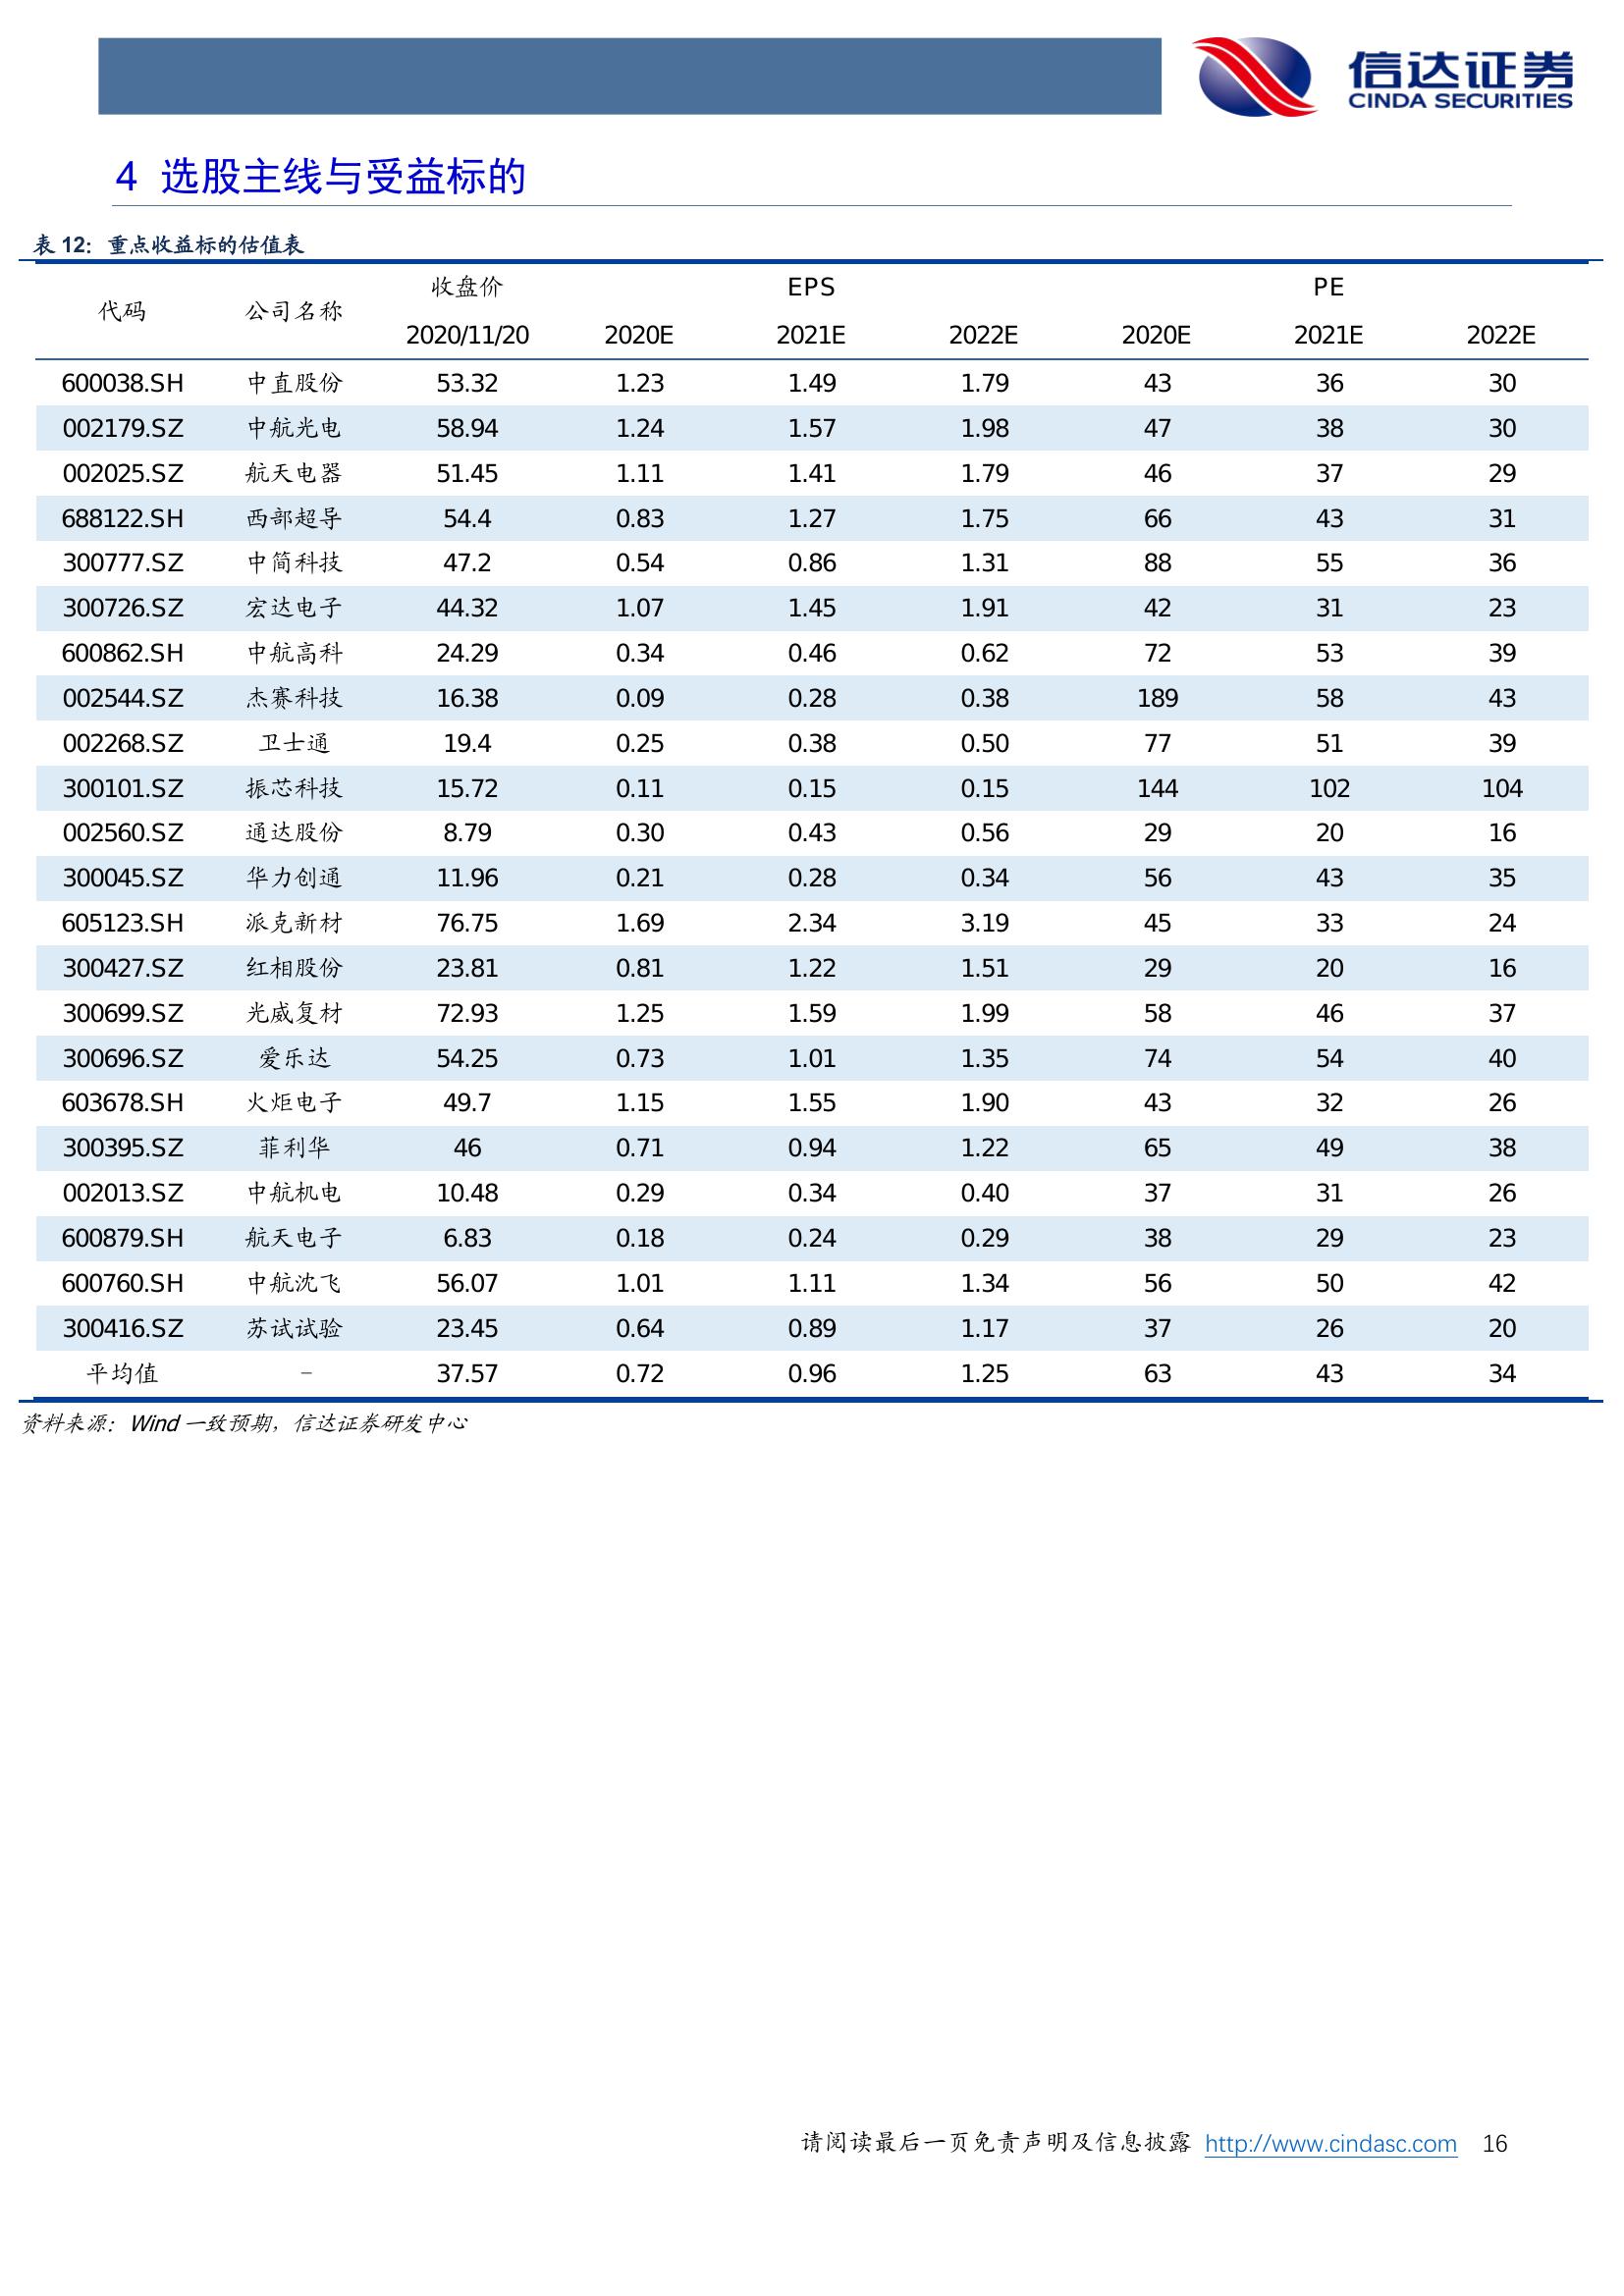 信达证券
CINDA SECURITIES
4 选股主线与受益标的
表 12：重点收益标的估值表
代码 公司名称 收盘价 EPS PE
2020/11/20 2020E 2021E 2022E 2020E 2021E 2022E
600038.SH 中直股份 53.32 1.23 1.49 1.79 43 36 30
002179.SZ 中航光电 58.94 1.24 1.57 1.98 47 38 30
002025.SZ 航天电器 51.45 1.11 1.41 1.79 46 37 29
688122.SH 西部超导 54.4 0.83 1.27 1.75 66 43 31
300777.SZ 中简科技 47.2 0.54 0.86 1.31 88 55 36
300726.SZ 宏达电子 44.32 1.07 1.45 1.91 42 31 23
600862.SH 中航高科 24.29 0.34 0.46 0.62 72 53 39
002544.SZ 杰赛科技 16.38 0.09 0.28 0.38 189 58 43
002268.SZ 卫士通 19.4 0.25 0.38 0.50 77 51 39
300101.SZ 振芯科技 15.72 0.11 0.15 0.15 144 102 104
002560.SZ 通达股份 8.79 0.30 0.43 0.56 29 20 16
300045.SZ 华力创通 11.96 0.21 0.28 0.34 56 43 35
605123.SH 派克新材 76.75 1.69 2.34 3.19 45 33 24
300427.SZ 红相股份 23.81 0.81 1.22 1.51 29 20 16
300699.SZ 光威复材 72.93 1.25 1.59 1.99 58 46 37
300696.SZ 爱乐达 54.25 0.73 1.01 1.35 74 54 40
603678.SH 火炬电子 49.7 1.15 1.55 1.90 43 32 26
300395.SZ 菲利华 46 0.71 0.94 1.22 65 49 38
002013.SZ 中航机电 10.48 0.29 0.34 0.40 37 31 26
600879.SH 航天电子 6.83 0.18 0.24 0.29 38 29 23
600760.SH 中航沈飞 56.07 1.01 1.11 1.34 56 50 42
300416.SZ 苏试试验 23.45 0.64 0.89 1.17 37 26 20
平均值 - 37.57 0.72 0.96 1.25 63 43 34
资料来源：Wind 一致预期，信达证券研发中心
请阅读最后一页免责声明及信息披露 http://www.cindasc.com 16